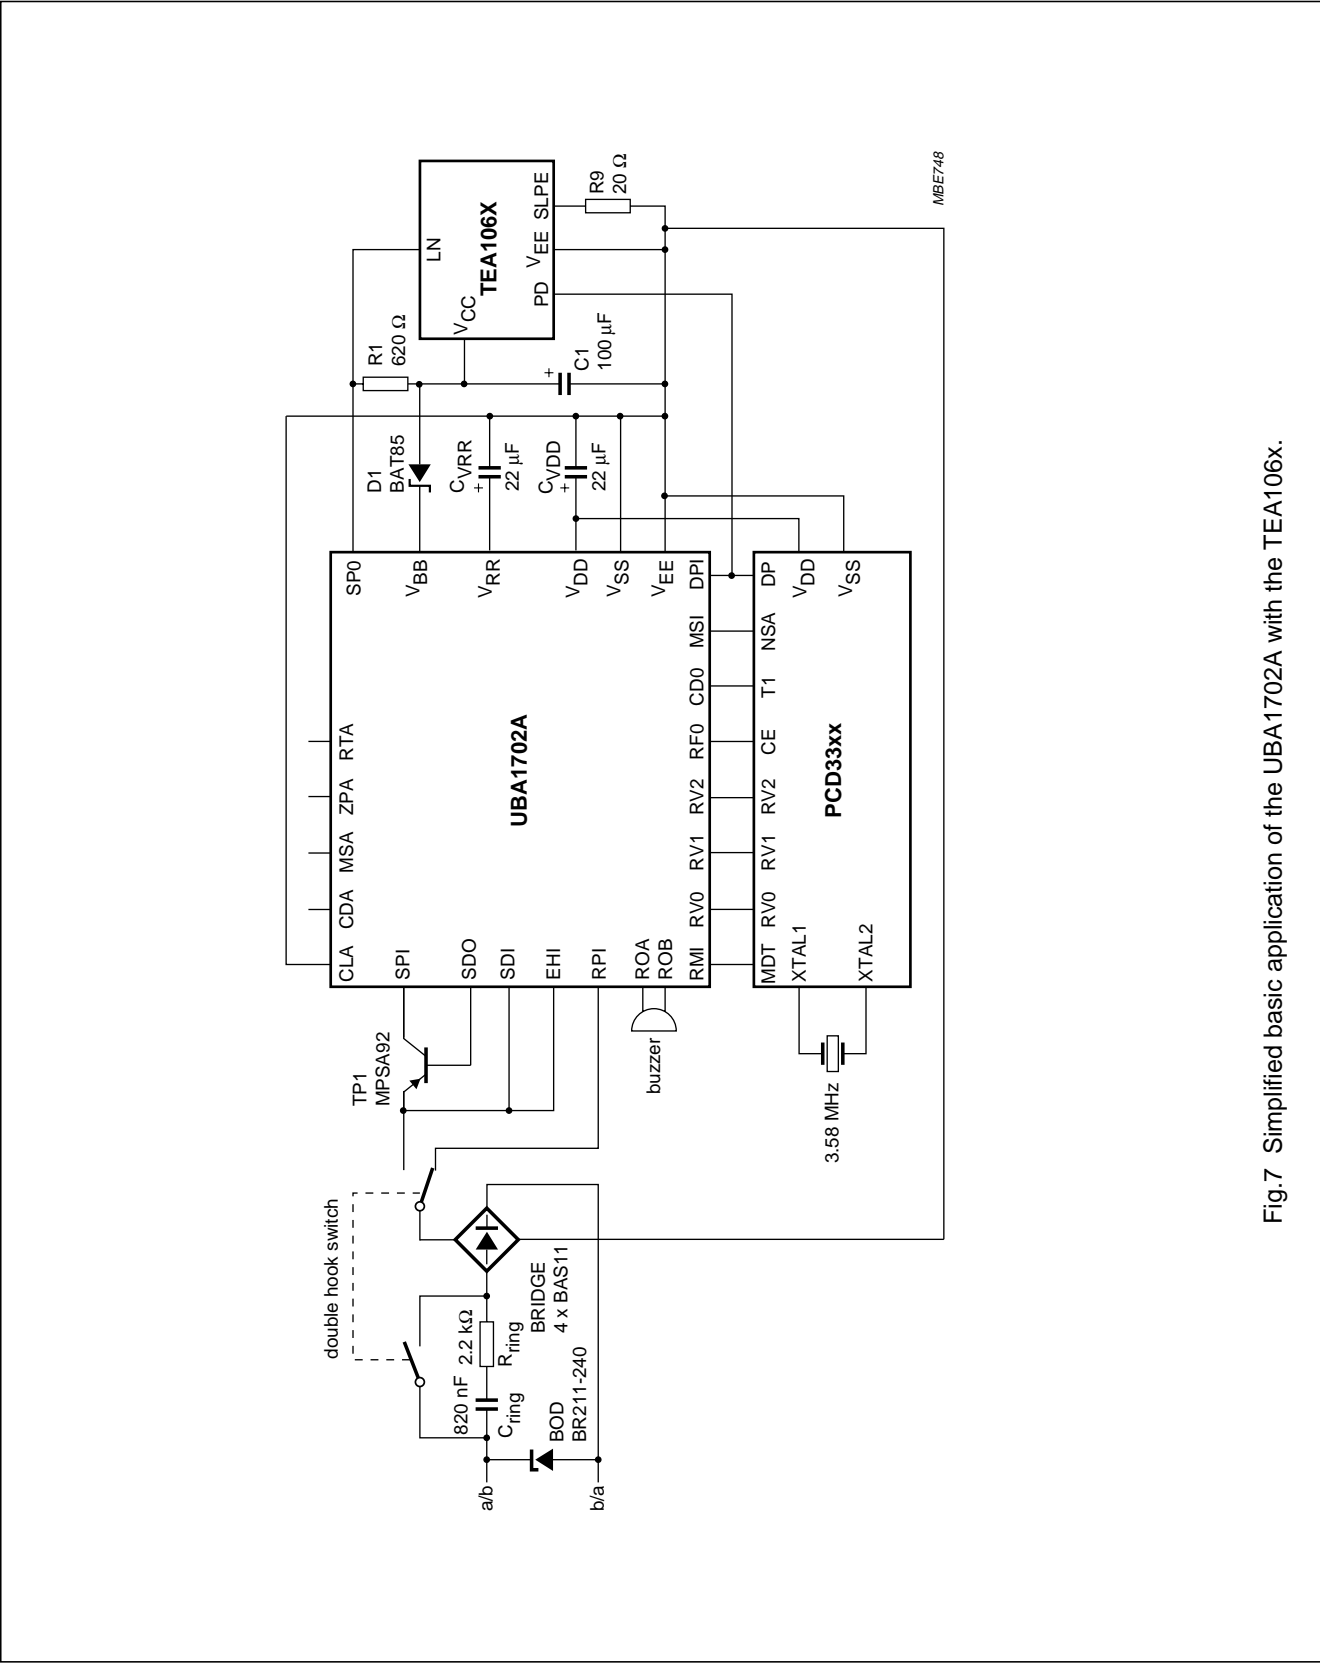 double hook switch
a/b
b/a
820 nF
C ring
2.2 kΩ
R ring
BOD
BR211-240
BRIDGE
4 x BAS11
TP1
MPSA92
buzzer
3.58 MHz
CLA
CDA
MSA
ZPA
RTA
SPI
SDO
SDI
EHI
RPI
ROA
ROB
UBA1702A
SP0
VBB
VRR
VDD
VSS
VEE
RMI
RV0
RV1
RV2
RF0
CD0
MSI
DPI
MDT
RV0
RV1
RV2
CE
T1
NSA
DP
XTAL1
XTAL2
PCD33xx
VDD
VSS
D1
BAT85
CVRR
+
22 µF
CVDD
+
22 µF
R1
620 Ω
+
C1
100 µF
LN
VCC
TEA106X
PD
VEE
SLPE
R9
20 Ω
MBE748
Fig.7 Simplified basic application of the UBA1702A with the TEA106x.